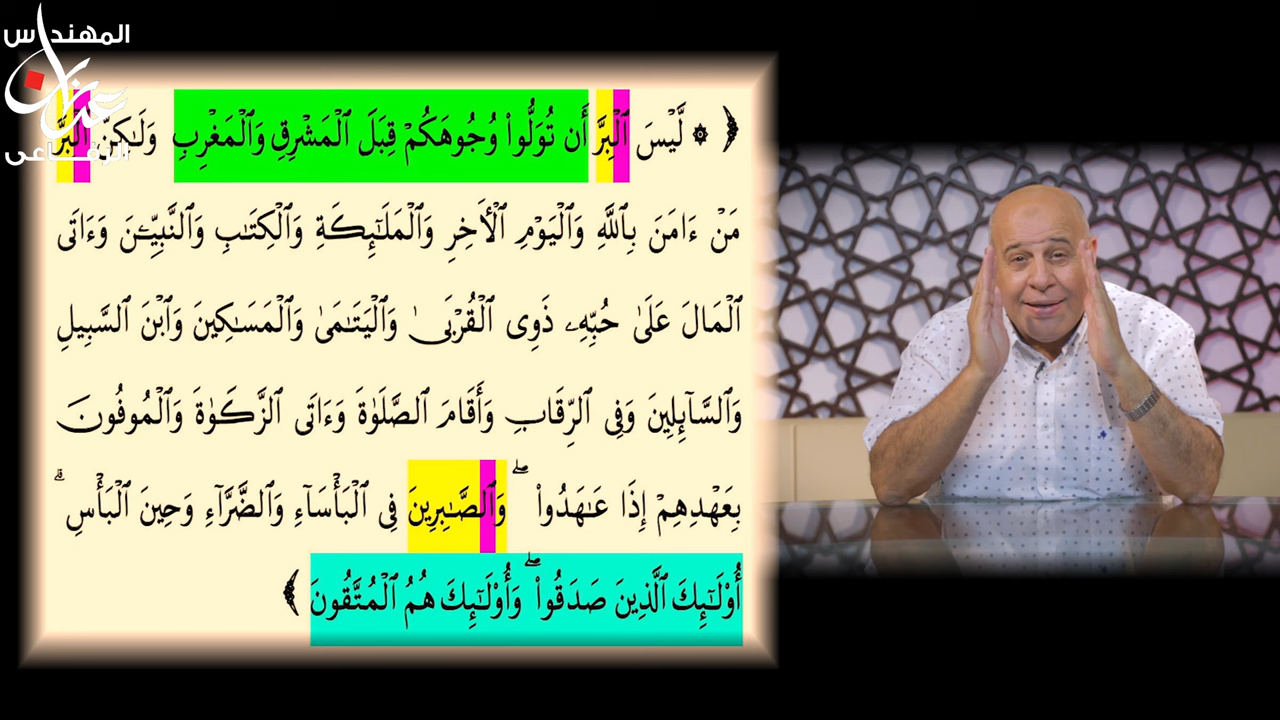 المهندس
عدنان
الرفاعى
﴿ ۞ لَّيْسَ ٱلْبِرَّ أَن تُوَلُّوا۟ وُجُوهَكُمْ قِبَلَ ٱلْمَشْرِقِ وَٱلْمَغْرِبِ وَلَـٰكِنَّ ٱلْبِرَّ
مَنْ ءَامَنَ بِٱللَّهِ وَٱلْيَوْمِ ٱلْـَٔاخِرِ وَٱلْمَلَـٰٓئِكَةِ وَٱلْكِتَـٰبِ وَٱلنَّبِيِّـۧنَ وَءَاتَى
ٱلْمَالَ عَلَىٰ حُبِّهِۦ ذَوِى ٱلْقُرْبَىٰ وَٱلْيَتَـٰمَىٰ وَٱلْمَسَـٰكِينَ وَٱبْنَ ٱلسَّبِيلِ
وَٱلسَّآئِلِينَ وَفِى ٱلرِّقَابِ وَأَقَامَ ٱلصَّلَوٰةَ وَءَاتَى ٱلزَّكَوٰةَ وَٱلْمُوفُونَ
بِعَهْدِهِمْ إِذَا عَـٰهَدُوا۟ ۖ وَٱلصَّـٰبِرِينَ فِى ٱلْبَأْسَآءِ وَٱلضَّرَّآءِ وَحِينَ ٱلْبَأْسِ ۗ
أُو۟لَـٰٓئِكَ ٱلَّذِينَ صَدَقُوا۟ ۖ وَأُو۟لَـٰٓئِكَ هُمُ ٱلْمُتَّقُونَ ﴾